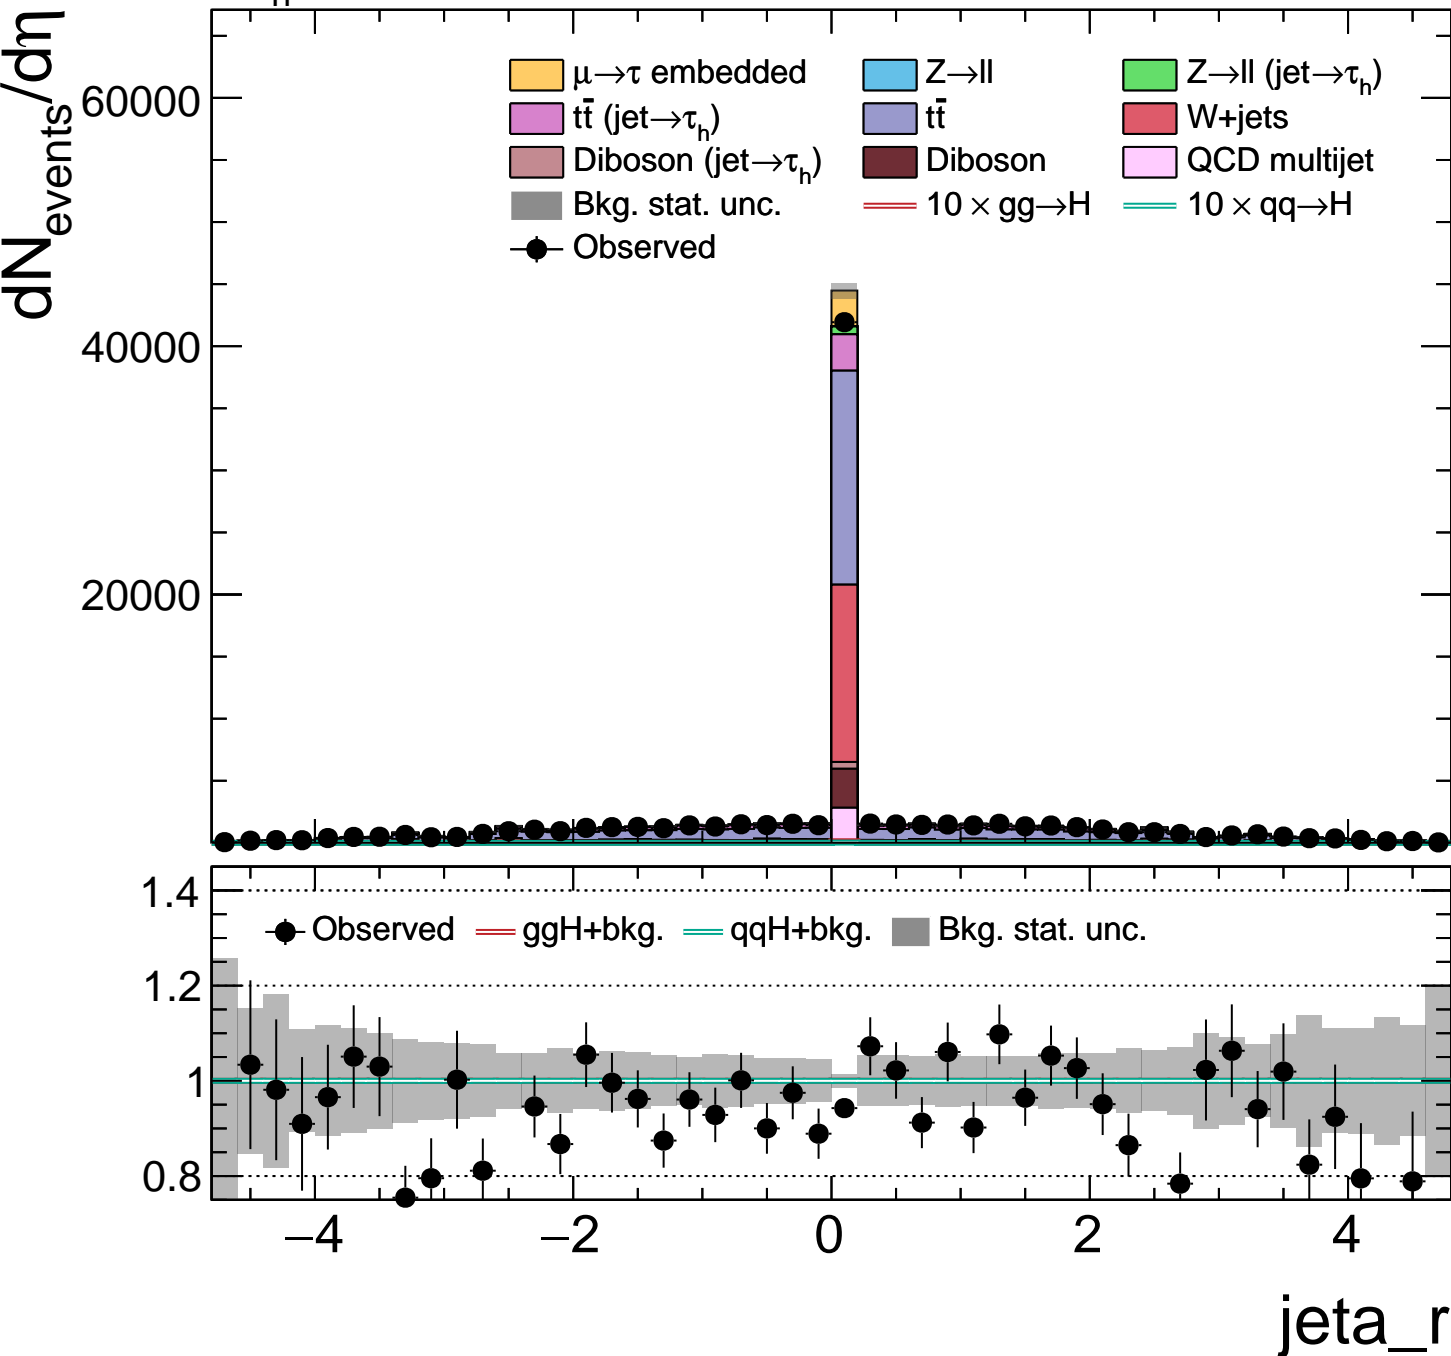 dN_events/dη
60000
40000
20000
μ→τ embedded Z→ll Z→ll (jet→τ_h)
tt̄ (jet→τ_h) tt̄ W+jets
Diboson (jet→τ_h) Diboson QCD multijet
Bkg. stat. unc. 10 × gg→H 10 × qq→H
Observed
1.4
1.2
1
0.8
Observed ggH+bkg. qqH+bkg. Bkg. stat. unc.
−4 −2 0 2 4
jeta_r